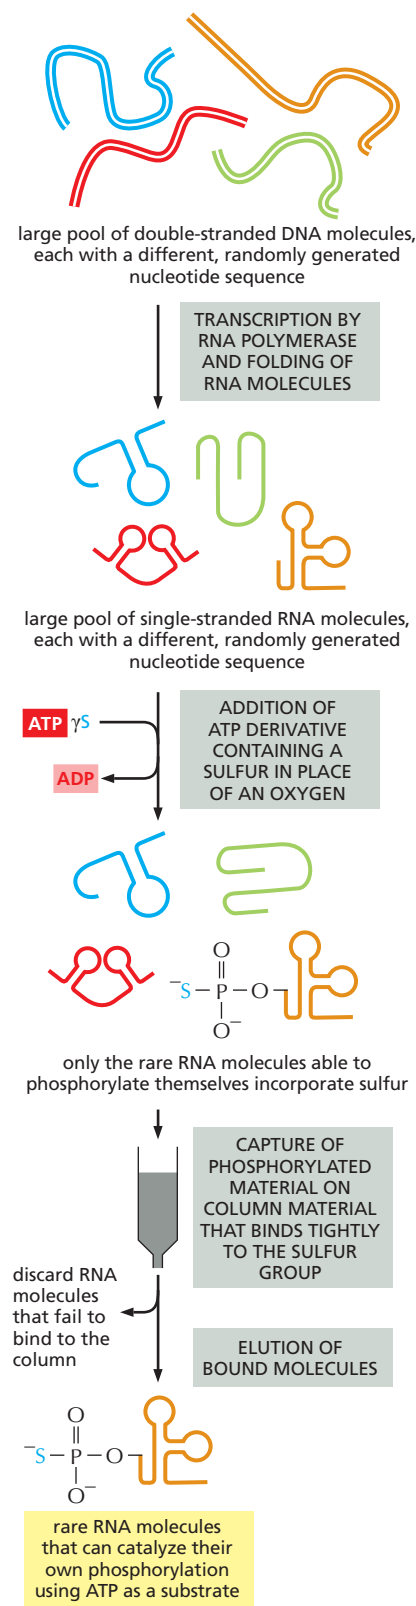 large pool of double-stranded DNA molecules,
each with a different, randomly generated
nucleotide sequence
TRANSCRIPTION BY
RNA POLYMERASE
AND FOLDING OF
RNA MOLECULES
large pool of single-stranded RNA molecules,
each with a different, randomly generated
nucleotide sequence
ATP γS
ADP
ADDITION OF
ATP DERIVATIVE
CONTAINING A
SULFUR IN PLACE
OF AN OXYGEN
O
–S–P–O–
O–
only the rare RNA molecules able to
phosphorylate themselves incorporate sulfur
CAPTURE OF
PHOSPHORYLATED
MATERIAL ON
COLUMN MATERIAL
THAT BINDS TIGHTLY
TO THE SULFUR
GROUP
discard RNA
molecules
that fail to
bind to the
column
ELUTION OF
BOUND MOLECULES
O
–S–P–O–
O–
rare RNA molecules
that can catalyze their
own phosphorylation
using ATP as a substrate